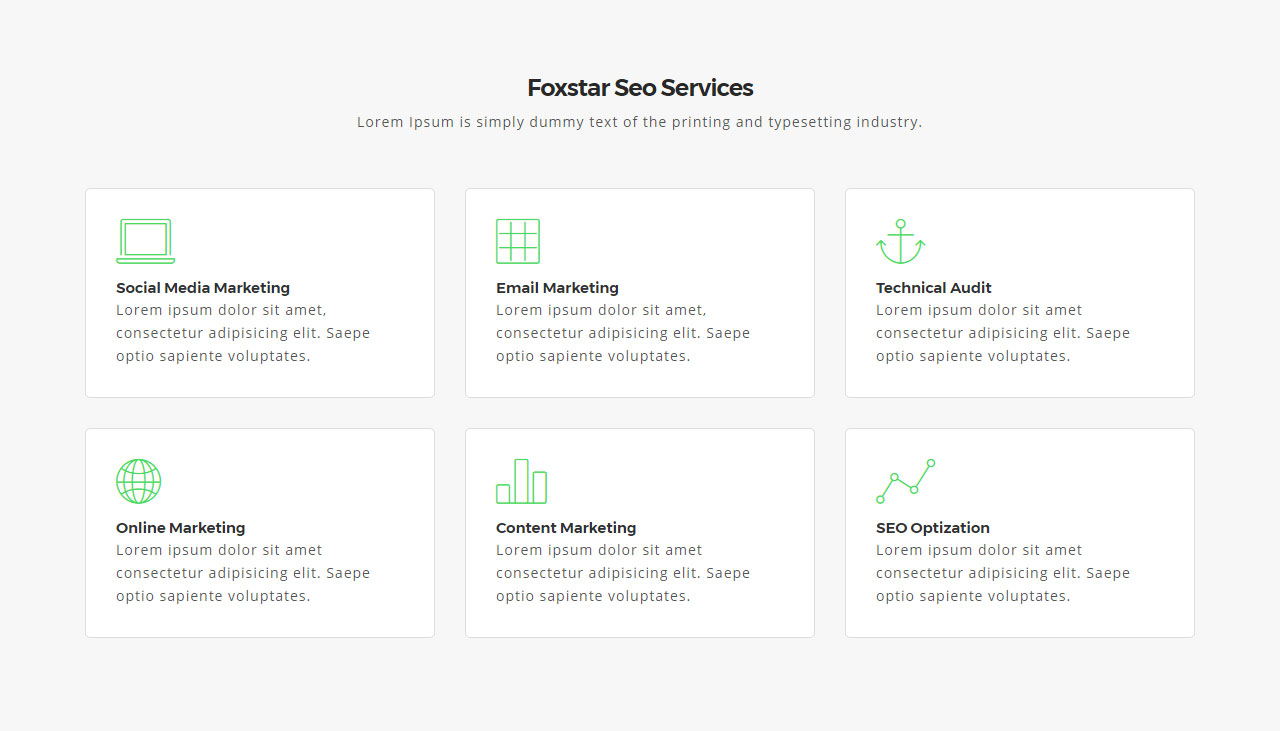 Foxstar Seo Services
Lorem Ipsum is simply dummy text of the printing and typesetting industry.
Social Media Marketing
Lorem ipsum dolor sit amet,
consectetur adipisicing elit. Saepe
optio sapiente voluptates.
Email Marketing
Lorem ipsum dolor sit amet,
consectetur adipisicing elit. Saepe
optio sapiente voluptates.
Technical Audit
Lorem ipsum dolor sit amet
consectetur adipisicing elit. Saepe
optio sapiente voluptates.
Online Marketing
Lorem ipsum dolor sit amet
consectetur adipisicing elit. Saepe
optio sapiente voluptates.
Content Marketing
Lorem ipsum dolor sit amet
consectetur adipisicing elit. Saepe
optio sapiente voluptates.
SEO Optization
Lorem ipsum dolor sit amet
consectetur adipisicing elit. Saepe
optio sapiente voluptates.